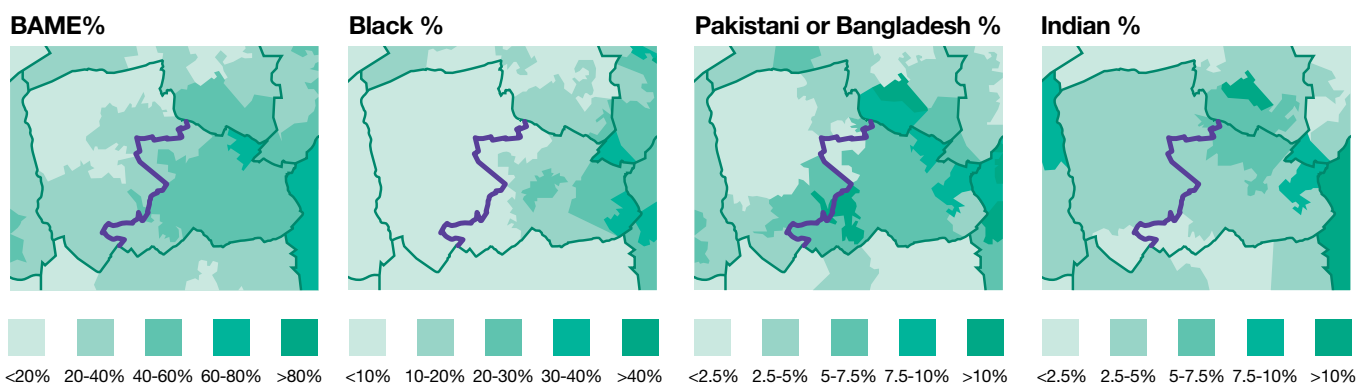 BAME%
<20% 20-40% 40-60% 60-80% >80%
Black %
<10% 10-20% 20-30% 30-40% >40%
Pakistani or Bangladesh %
<2.5% 2.5-5% 5-7.5% 7.5-10% >10%
Indian %
<2.5% 2.5-5% 5-7.5% 7.5-10% >10%